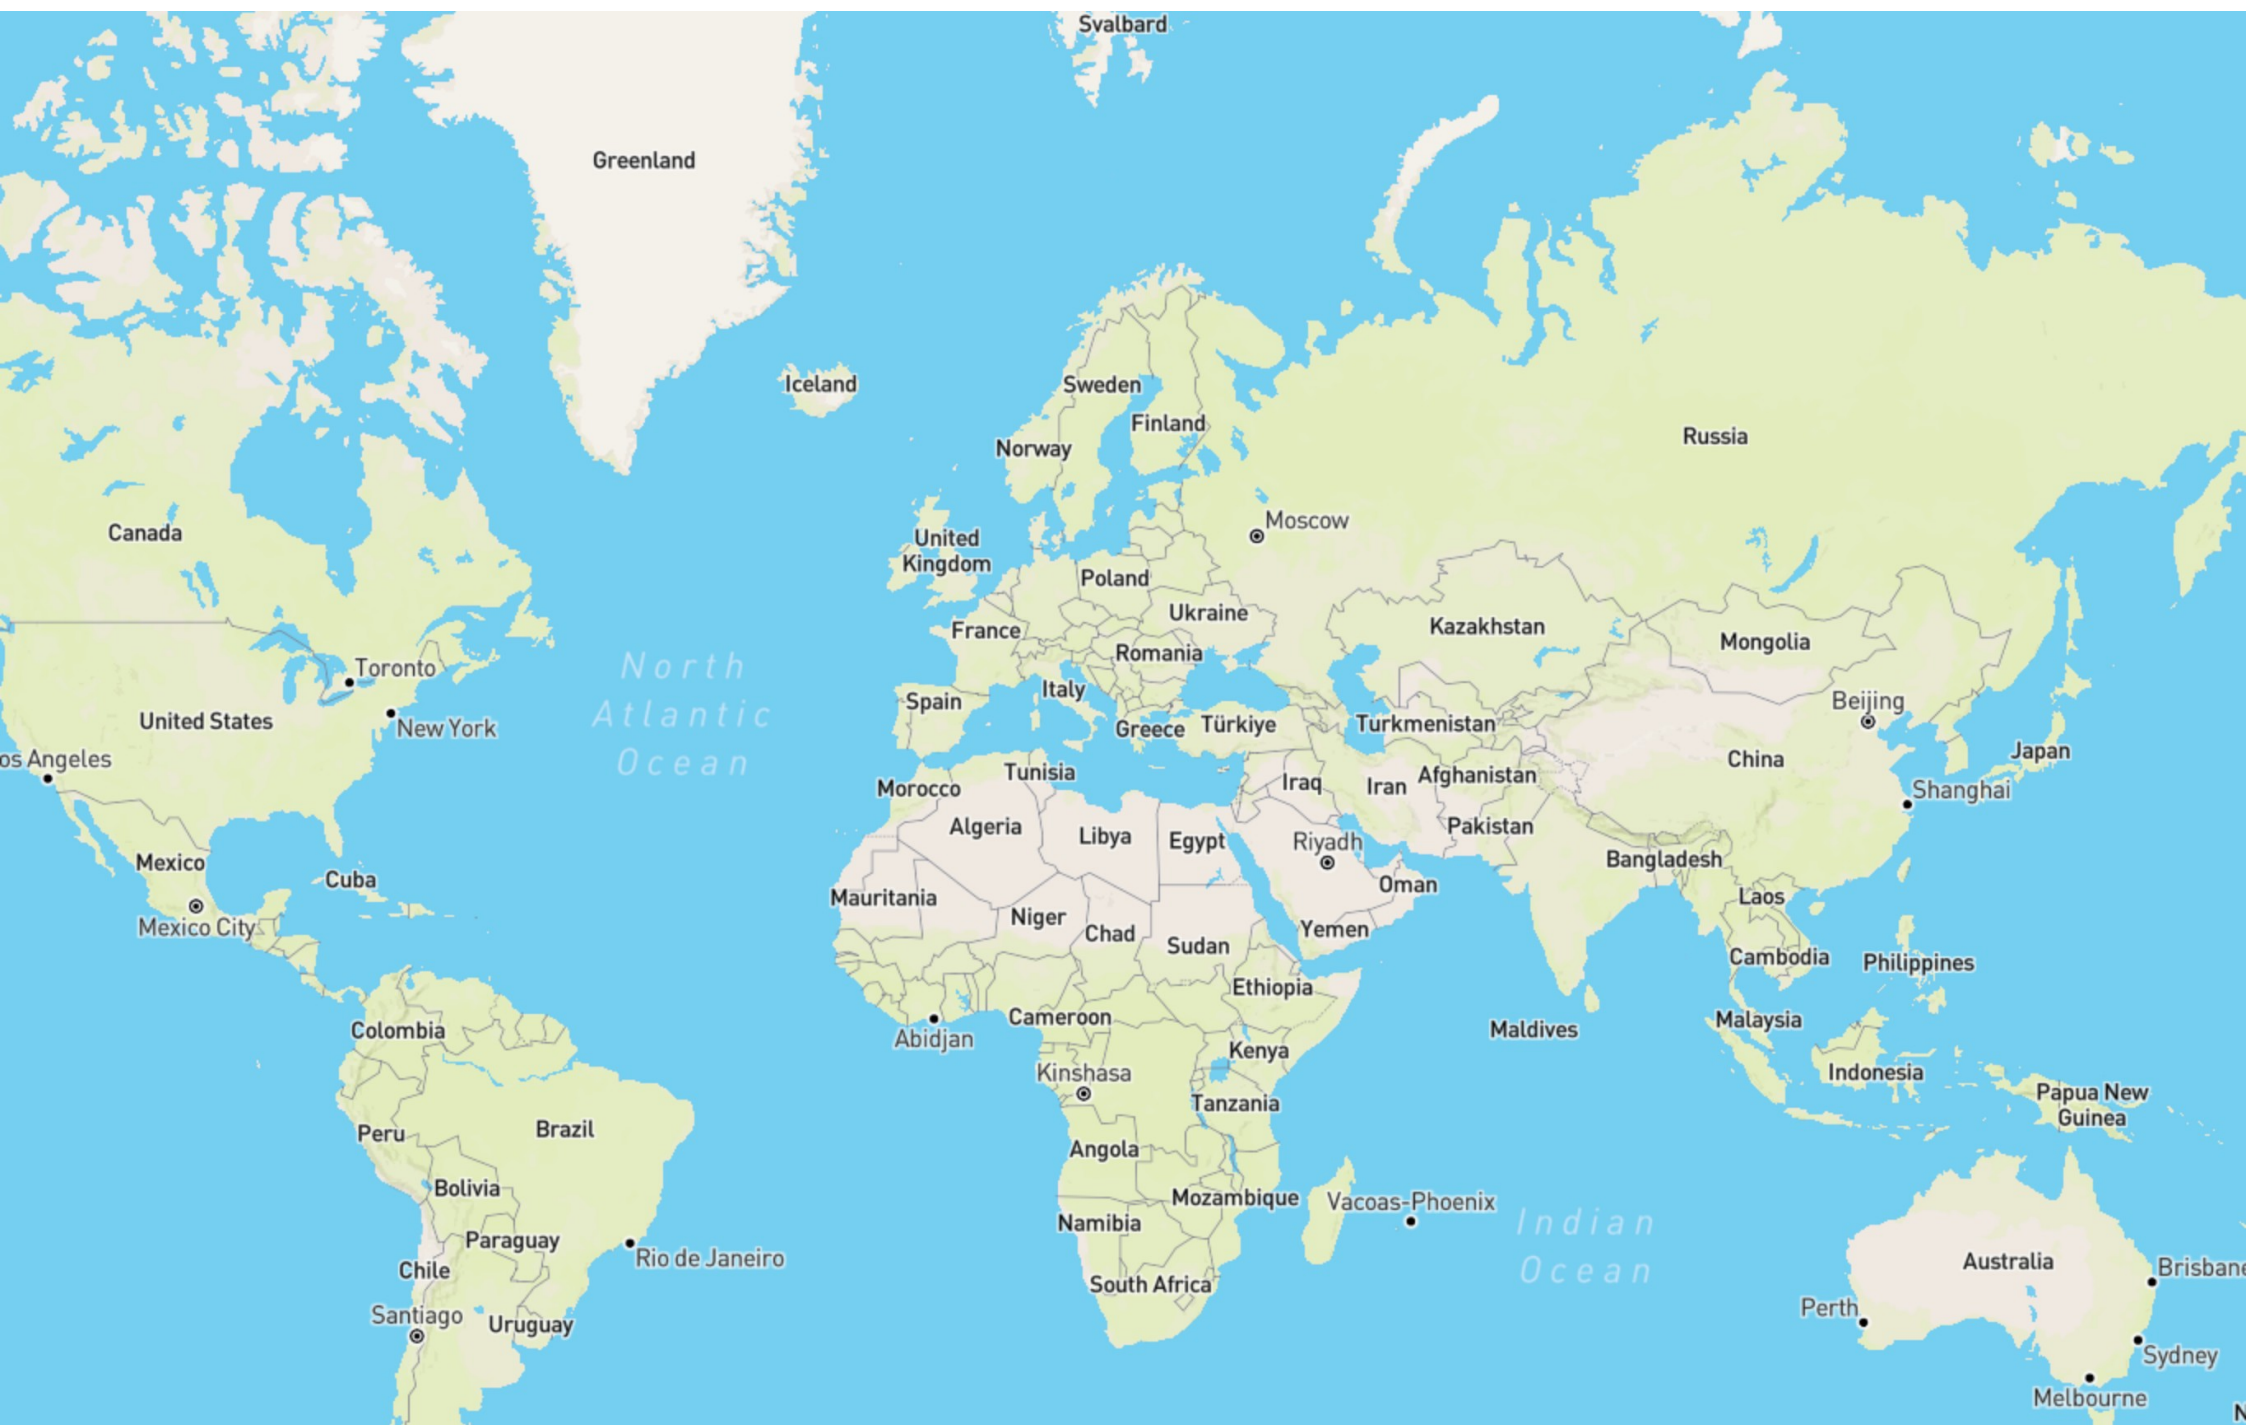 Svalbard
Greenland
Iceland
Sweden
Finland
Norway
Russia
Moscow
Canada
United
Kingdom
Poland
Ukraine
Kazakhstan
Mongolia
France
Romania
Toronto
North
Atlantic
Ocean
Italy
Spain
Beijing
United States
New York
Greece
Türkiye
Turkmenistan
Japan
China
os Angeles
Tunisia
Morocco
Iraq
Iran
Afghanistan
Shanghai
Algeria
Libya
Egypt
Riyadh
Pakistan
Mexico
Bangladesh
Cuba
Mauritania
Oman
Laos
Mexico City
Niger
Chad
Sudan
Yemen
Cambodia
Philippines
Ethiopia
Colombia
Cameroon
Abidjan
Maldives
Malaysia
Kenya
Kinshasa
Indonesia
Tanzania
Papua New
Guinea
Brazil
Peru
Angola
Bolivia
Mozambique
Vacoas-Phoenix
Namibia
Indian
Ocean
Paraguay
Rio de Janeiro
Chile
South Africa
Australia
Brisbane
Santiago
Uruguay
Perth
Sydney
Melbourne
N